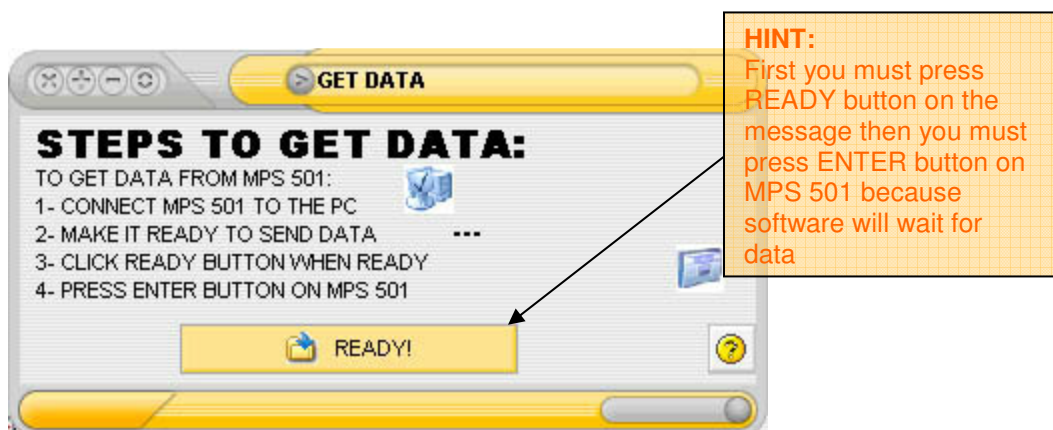 GET DATA
STEPS TO GET DATA:
TO GET DATA FROM MPS 501:
1- CONNECT MPS 501 TO THE PC
2- MAKE IT READY TO SEND DATA ---
3- CLICK READY BUTTON WHEN READY
4- PRESS ENTER BUTTON ON MPS 501
READY!
HINT:
First you must press
READY button on the
message then you must
press ENTER button on
MPS 501 because
software will wait for
data